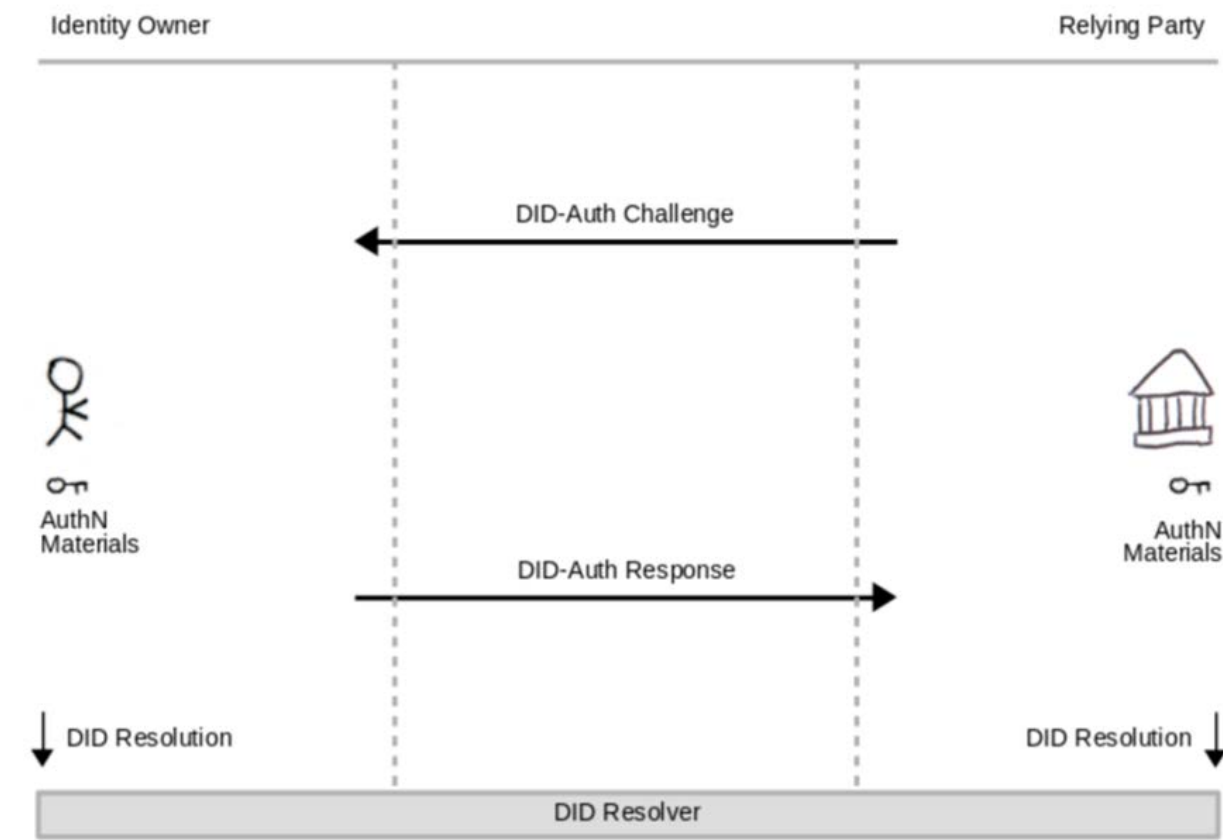 Identity Owner
Relying Party
DID-Auth Challenge
AuthN
Materials
AuthN
Materials
DID-Auth Response
DID Resolution
DID Resolution
DID Resolver